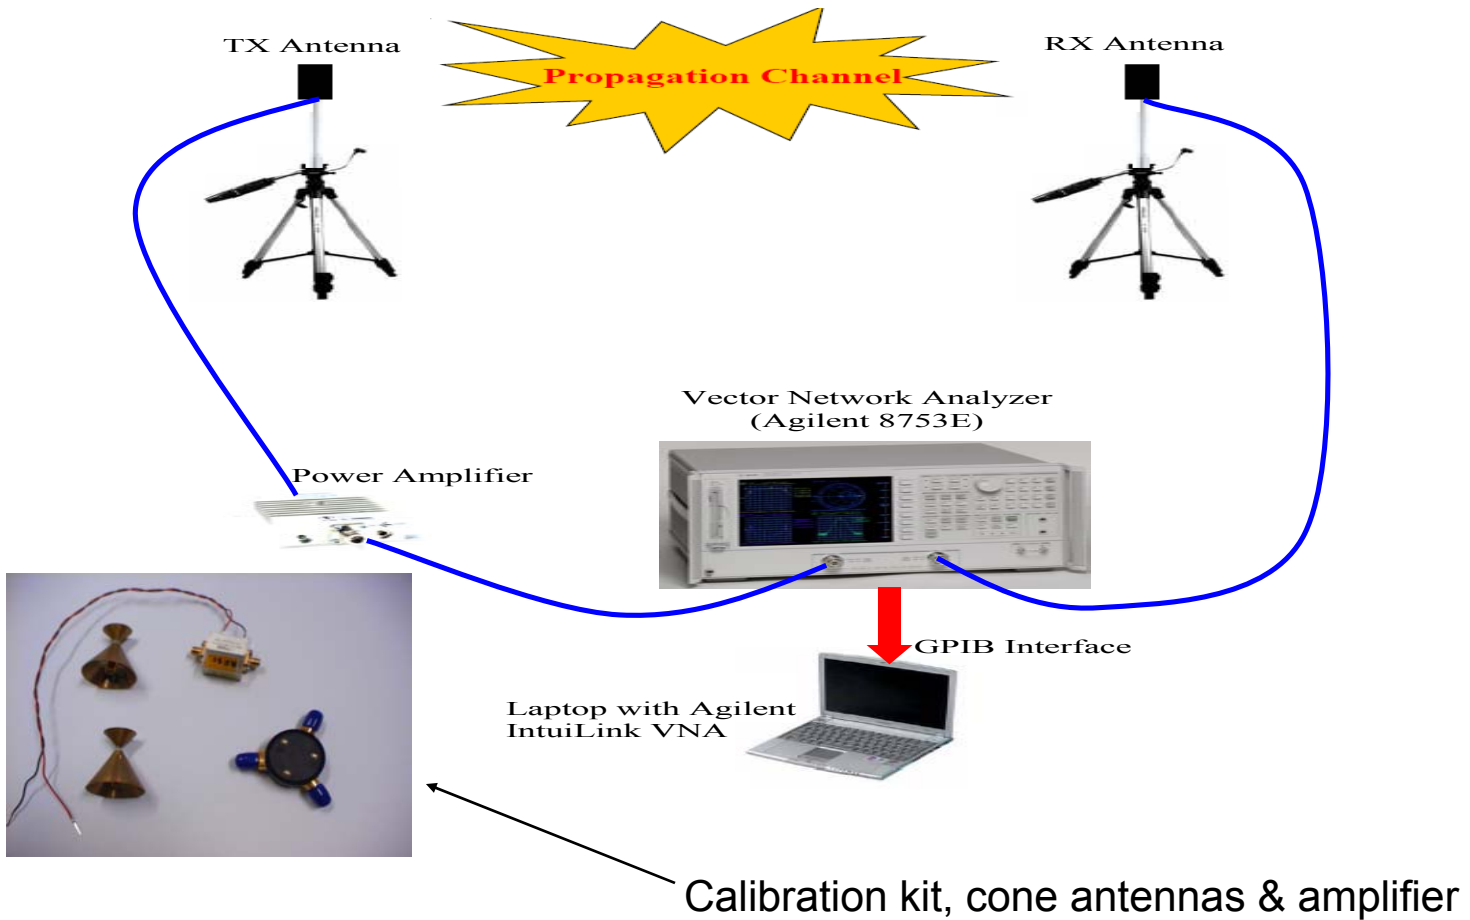 TX Antenna
Propagation Channel
RX Antenna
Vector Network Analyzer
(Agilent 8753E)
Power Amplifier
GPIB Interface
Laptop with Agilent
IntuiLink VNA
Calibration kit, cone antennas & amplifier